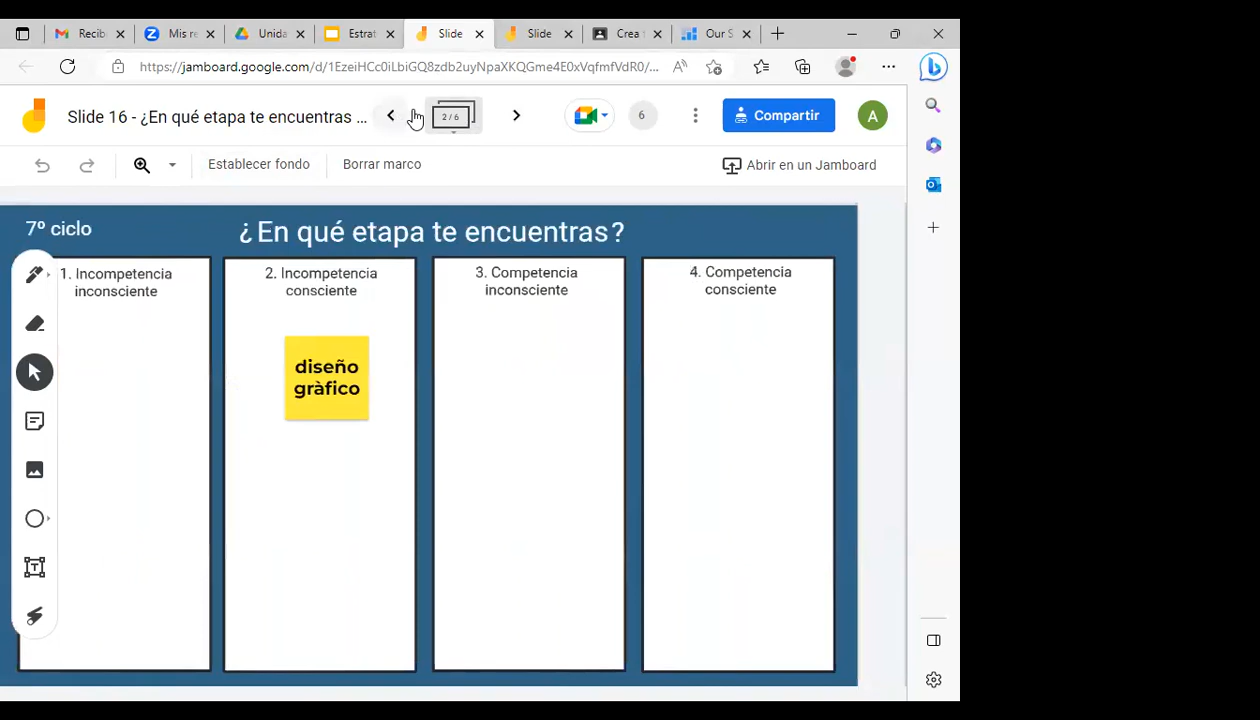 Recib
Mis re
Unida
Estrat
Slide
Slide
Crea
Our S
https://jamboard.google.com/d/1EzeiHCc0iLbiGQ8zdb2uyNpaXKQGme4E0xVqfmfVdR0/...
Slide 16 - ¿En qué etapa te encuentras ...
2 / 6
6
Compartir
A
Establecer fondo
Borrar marco
Abrir en un Jamboard
7º ciclo
¿En qué etapa te encuentras?
1. Incompetencia
inconsciente
2. Incompetencia
consciente
3. Competencia
inconsciente
4. Competencia
consciente
diseño
gràfico